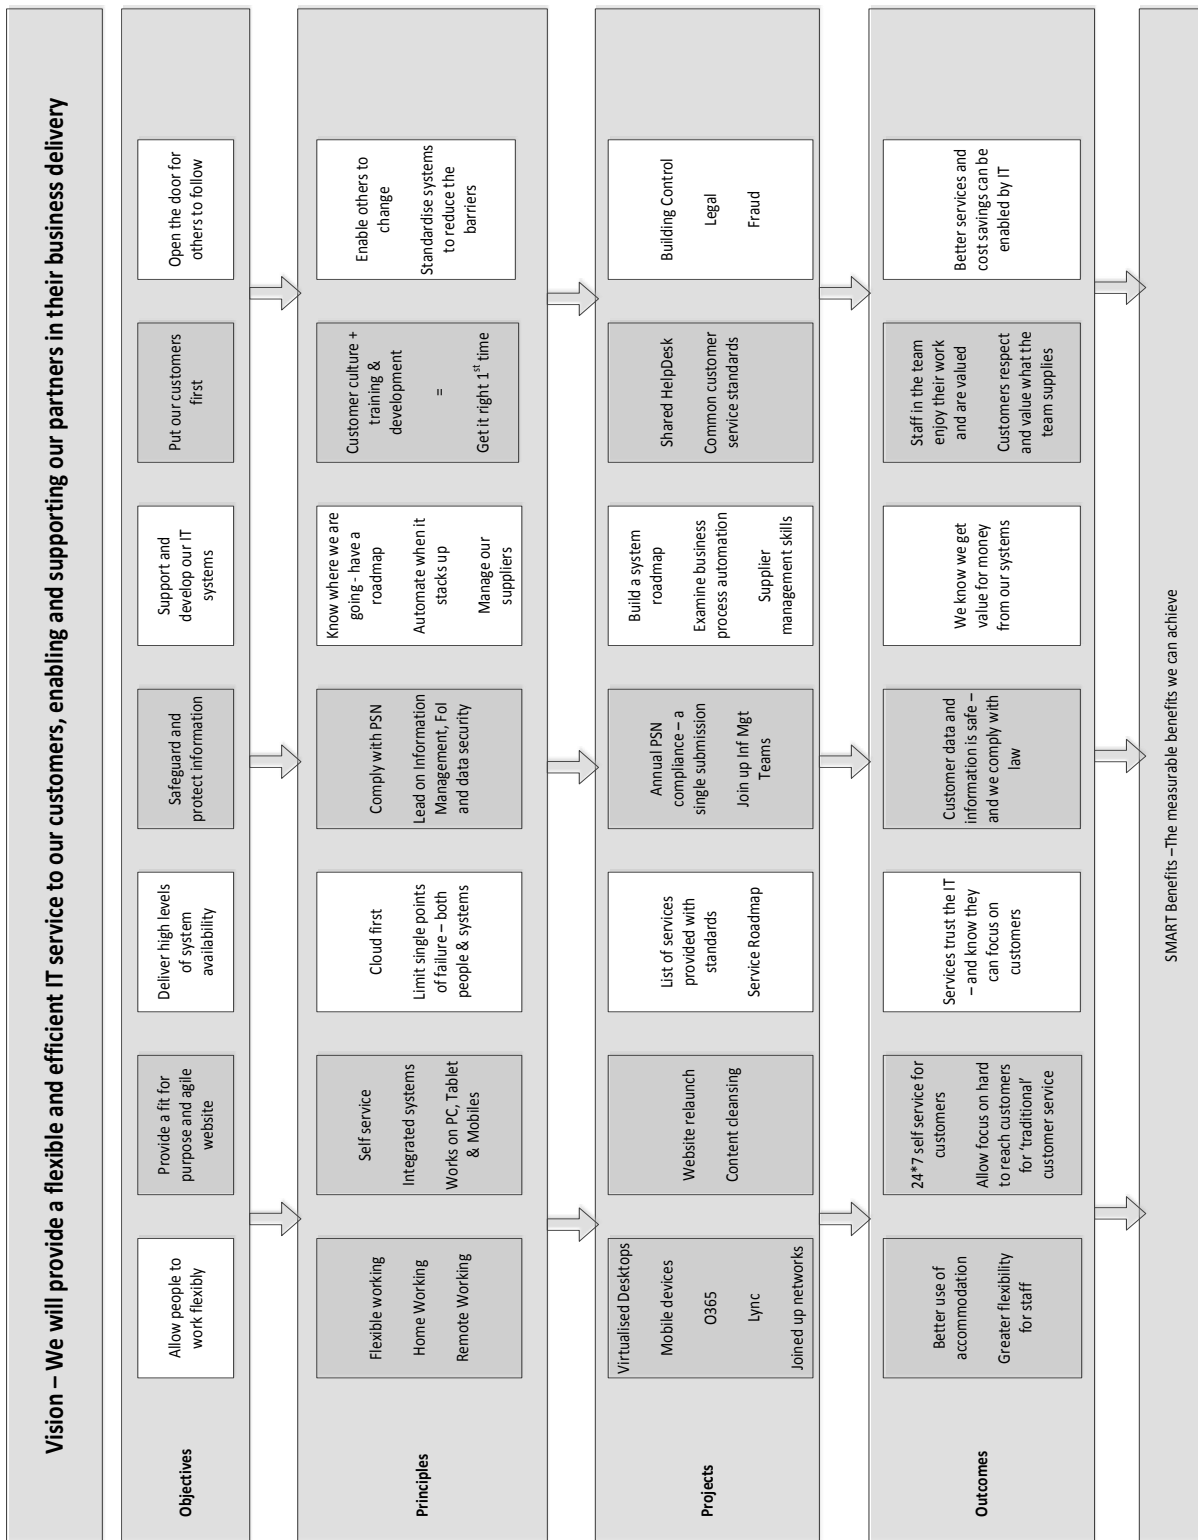 Vision – We will provide a flexible and efficient IT service to our customers, enabling and supporting our partners in their business delivery
Objectives
Allow people to
work flexibly
Provide a fit for
purpose and agile
website
Deliver high levels
of system
availability
Safeguard and
protect information
Support and
develop our IT
systems
Put our customers
first
Open the door for
others to follow
Principles
Flexible working
Home Working
Remote Working
Self service
Integrated systems
Works on PC, Tablet
& Mobiles
Cloud first
Limit single points
of failure – both
people & systems
Comply with PSN
Lead on Information
Management, FoI
and data security
Know where we are
going - have a
roadmap
Automate when it
stacks up
Manage our
suppliers
Customer culture +
training &
development
=
Get it right 1st time
Enable others to
change
Standardise systems
to reduce the
barriers
Projects
Virtualised Desktops
Mobile devices
O365
Lync
Joined up networks
Website relaunch
Content cleansing
List of services
provided with
standards
Service Roadmap
Annual PSN
compliance – a
single submission
Join up Inf Mgt
Teams
Build a system
roadmap
Examine business
process automation
Supplier
management skills
Shared HelpDesk
Common customer
service standards
Building Control
Legal
Fraud
Outcomes
Better use of
accommodation
Greater flexibility
for staff
24*7 self service for
customers
Allow focus on hard
to reach customers
for ‘traditional’
customer service
Services trust the IT
– and know they
can focus on
customers
Customer data and
information is safe –
and we comply with
law
We know we get
value for money
from our systems
Staff in the team
enjoy their work
and are valued
Customers respect
and value what the
team supplies
Better services and
cost savings can be
enabled by IT
SMART Benefits –The measurable benefits we can achieve